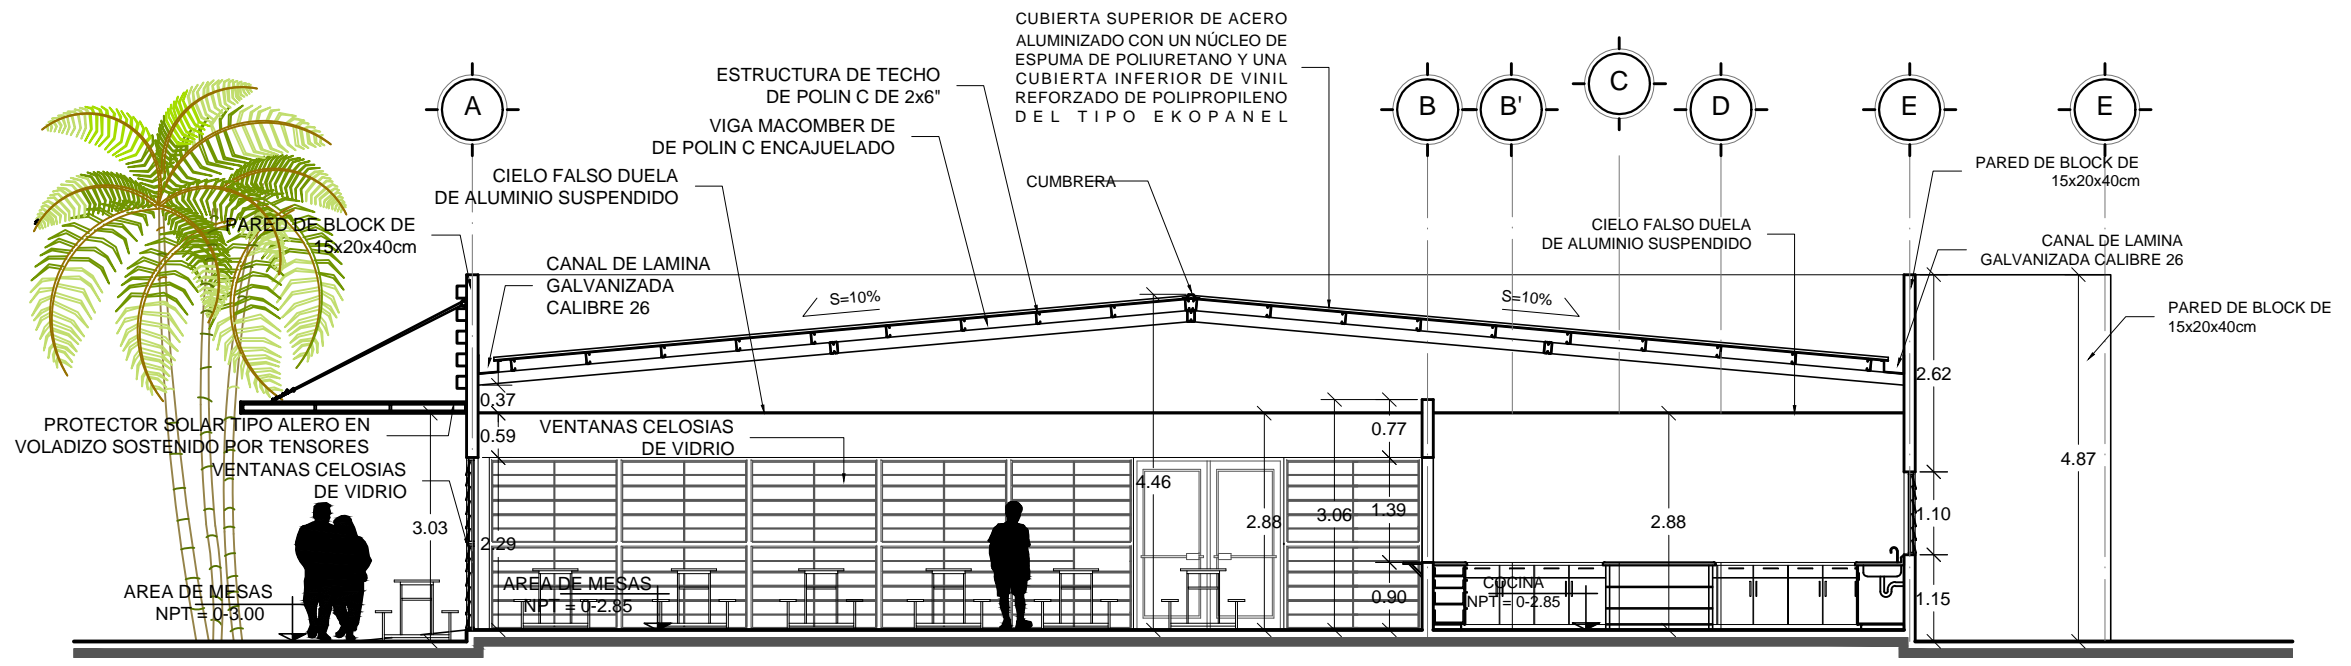 CUBIERTA SUPERIOR DE ACERO
ALUMINIZADO CON UN NÚCLEO DE
ESPUMA DE POLIURETANO Y UNA
CUBIERTA INFERIOR DE VINIL
REFORZADO DE POLIPROPILENO
DEL TIPO EKOPANEL
ESTRUCTURA DE TECHO
DE POLIN C DE 2x6"
VIGA MACOMBER DE
DE POLIN C ENCAJUELADO
CIELO FALSO DUELA
DE ALUMINIO SUSPENDIDO
CUMBRERA
A
B
B'
C
D
E
E
PARED DE BLOCK DE
15x20x40cm
PARED DE BLOCK DE
15x20x40cm
CIELO FALSO DUELA
DE ALUMINIO SUSPENDIDO
CANAL DE LAMINA
GALVANIZADA CALIBRE 26
CANAL DE LAMINA
GALVANIZADA
CALIBRE 26
S=10%
S=10%
PARED DE BLOCK DE
15x20x40cm
2.62
0.37
0.59
PROTECTOR SOLAR TIPO ALERO EN
VOLADIZO SOSTENIDO POR TENSORES
VENTANAS CELOSIAS
DE VIDRIO
VENTANAS CELOSIAS
DE VIDRIO
0.77
4.87
4.46
3.03
2.29
2.88
3.06
1.39
2.88
1.10
AREA DE MESAS
NPT = 0-3.00
AREA DE MESAS
NPT = 0-2.85
0.90
COCINA
NPT = 0-2.85
1.15